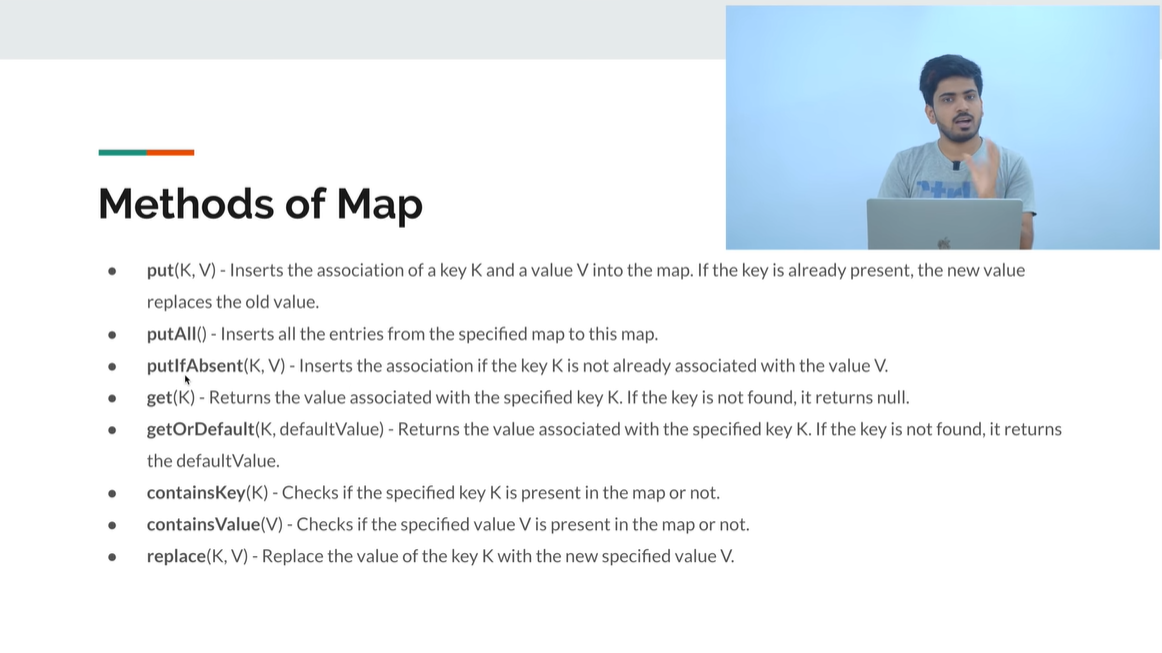 Methods of Map
● put(K, V) - Inserts the association of a key K and a value V into the map. If the key is already present, the new value
replaces the old value.
● putAll() - Inserts all the entries from the specified map to this map.
● putIfAbsent(K, V) - Inserts the association if the key K is not already associated with the value V.
● get(K) - Returns the value associated with the specified key K. If the key is not found, it returns null.
● getOrDefault(K, defaultValue) - Returns the value associated with the specified key K. If the key is not found, it returns
the defaultValue.
● containsKey(K) - Checks if the specified key K is present in the map or not.
● containsValue(V) - Checks if the specified value V is present in the map or not.
● replace(K, V) - Replace the value of the key K with the new specified value V.